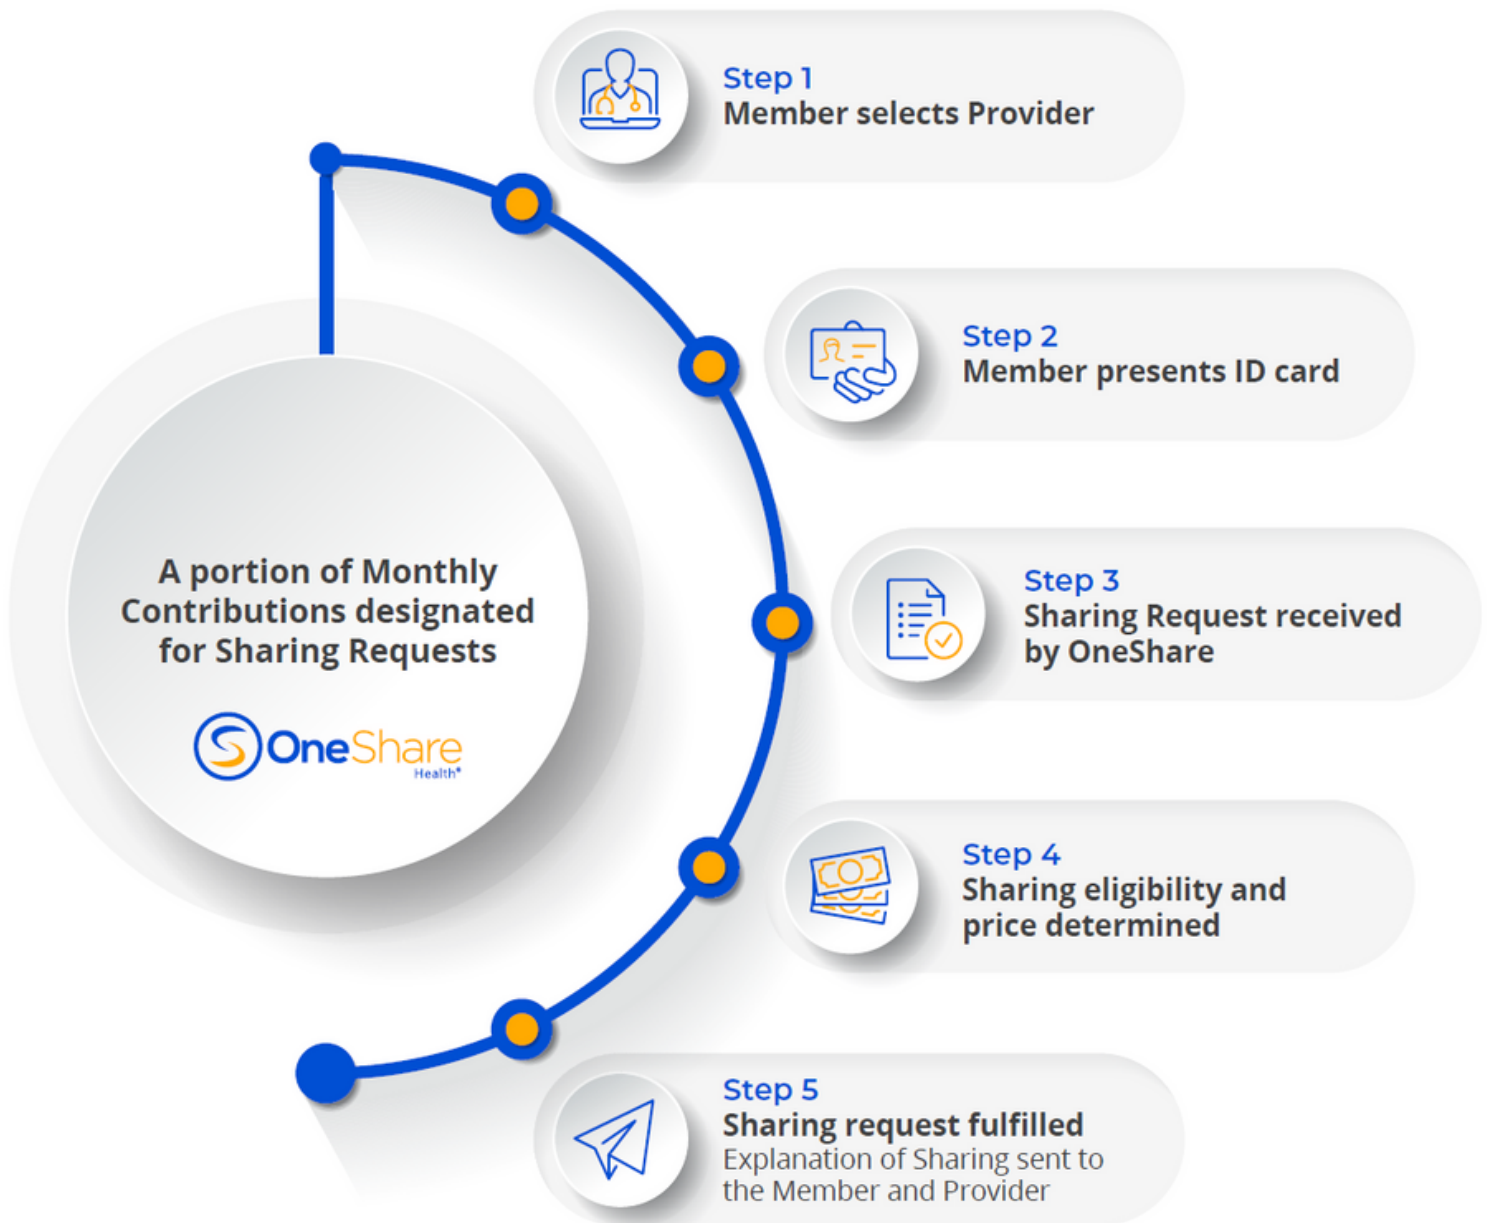 Step 1
Member selects Provider
Step 2
Member presents ID card
A portion of Monthly
Contributions designated
for Sharing Requests
OneShare
Health®
Step 3
Sharing Request received
by OneShare
Step 4
Sharing eligibility and
price determined
Step 5
Sharing request fulfilled
Explanation of Sharing sent to
the Member and Provider